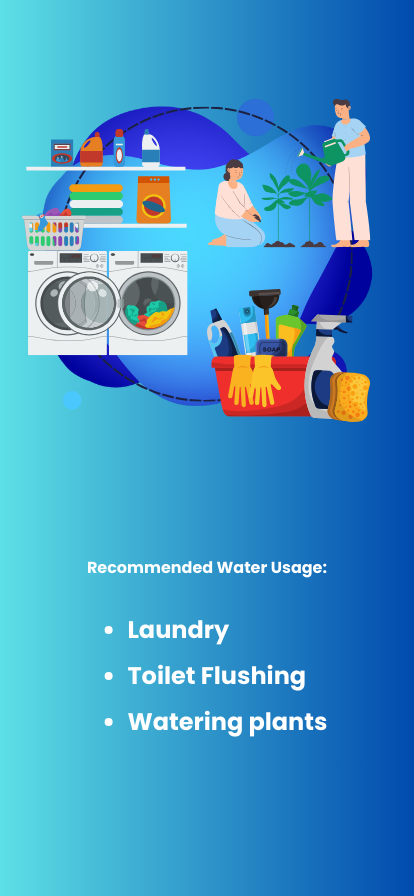 SOAP
Recommended Water Usage:
• Laundry
• Toilet Flushing
• Watering plants